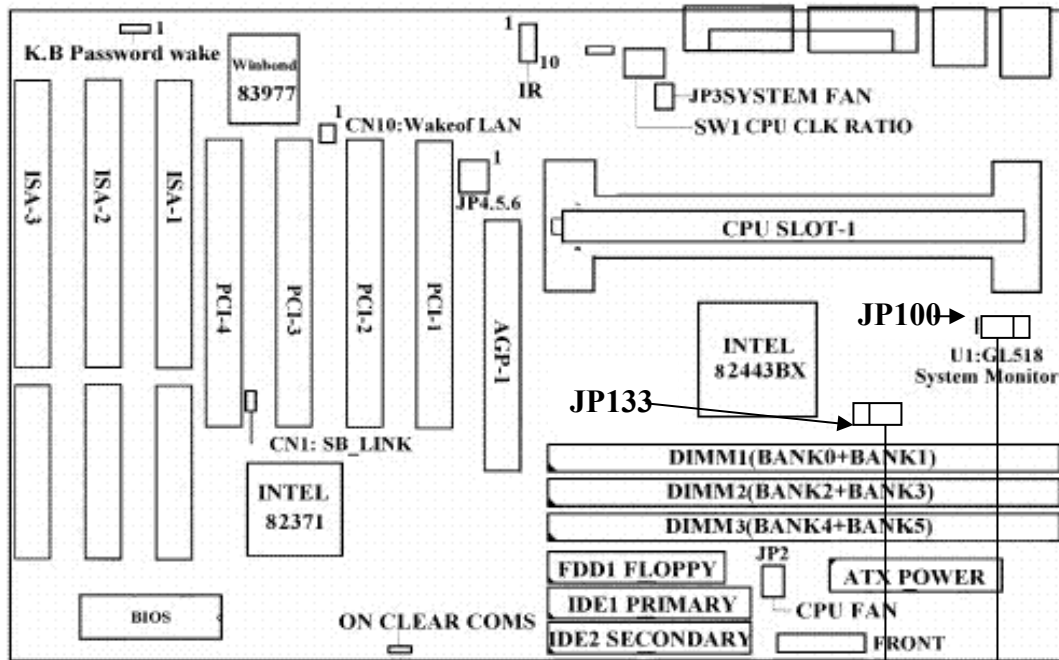 1
K.B Password wake
Winbond
83977
1
10
IR
JP3SYSTEM FAN
SW1 CPU CLK RATIO
1
CN10:Wakeof LAN
1
JP4.5.6
ISA-3
ISA-2
ISA-1
PCI-4
PCI-3
PCI-2
PCI-1
AGP-1
CPU SLOT-1
INTEL
82443BX
JP100
U1:GL518
System Monitor
JP133
CN1: SB_LINK
INTEL
82371
DIMM1(BANK0+BANK1)
DIMM2(BANK2+BANK3)
DIMM3(BANK4+BANK5)
FDD1 FLOPPY
IDE1 PRIMARY
IDE2 SECONDARY
JP2
CPU FAN
ATX POWER
FRONT
BIOS
ON CLEAR COMS